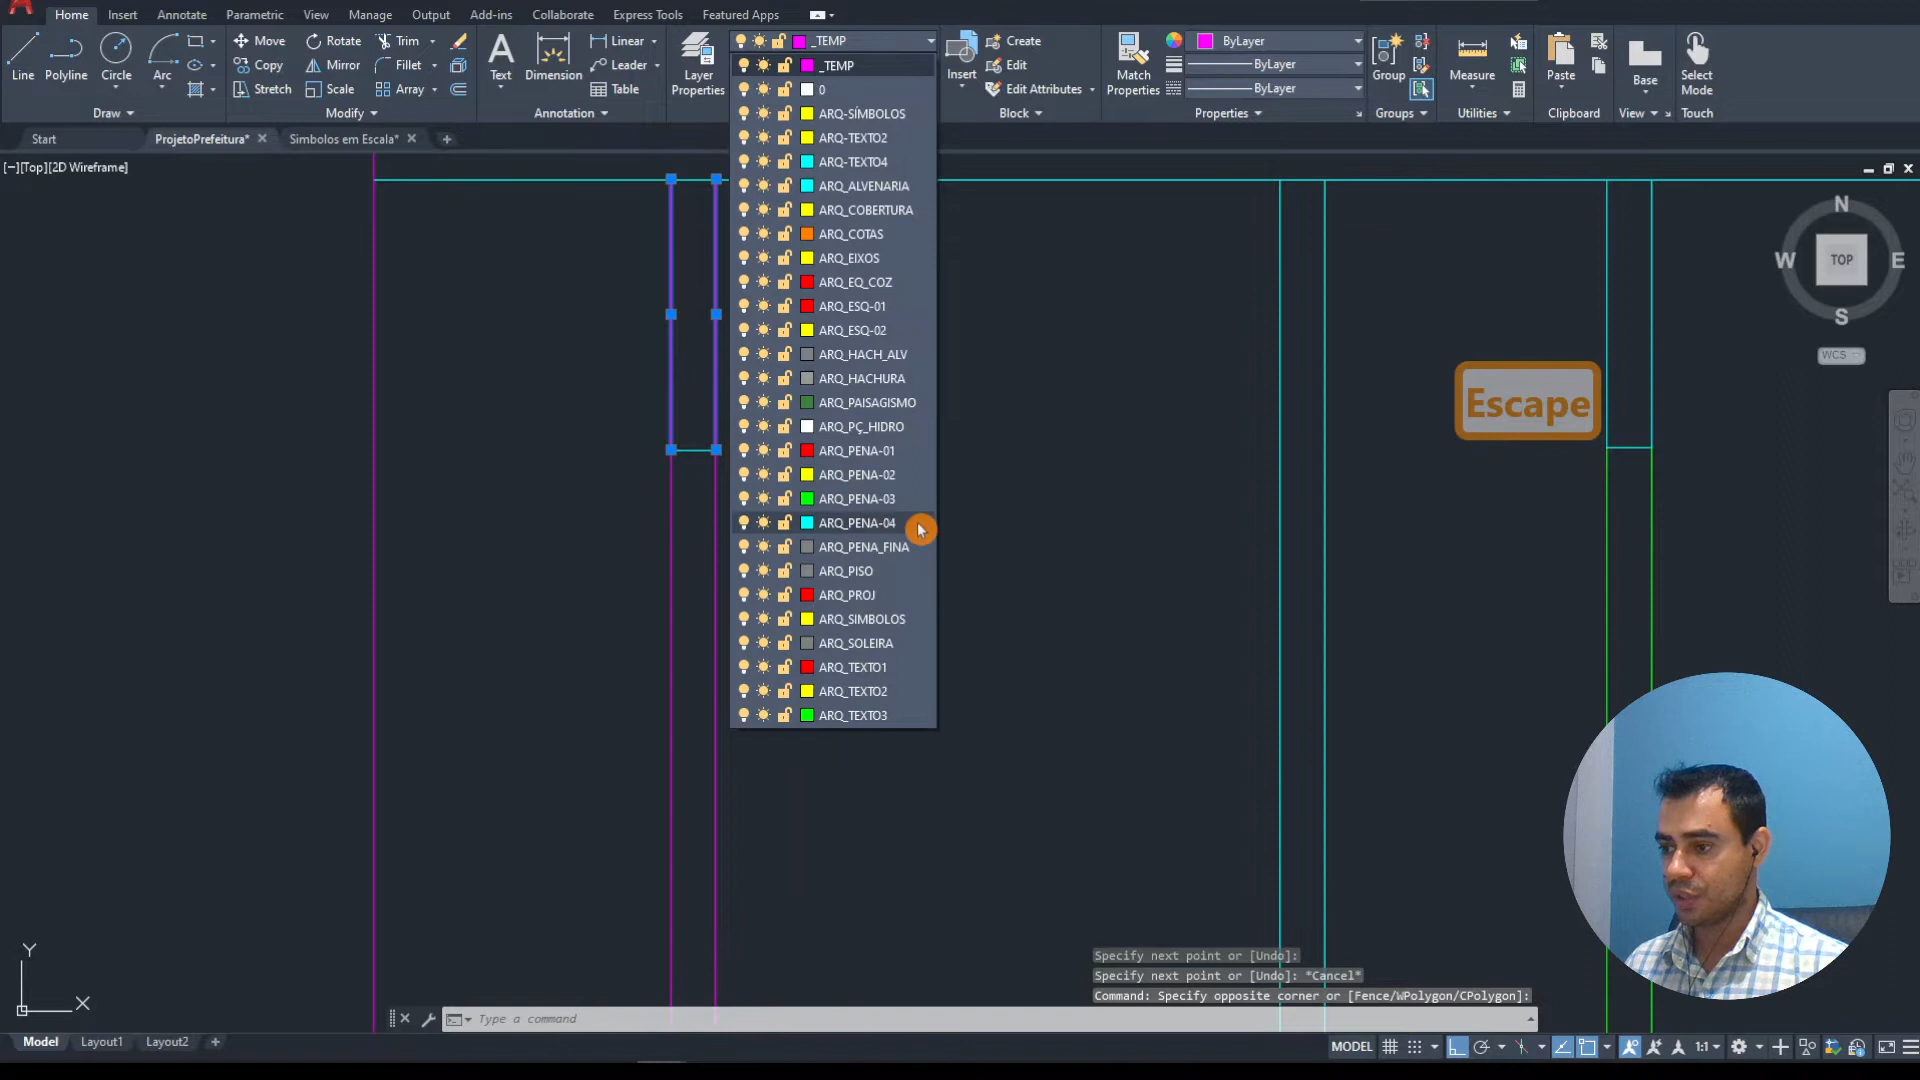 Home Insert Annotate Parametric View Manage Output Add-ins Collaborate Express Tools Featured Apps
Line Polyline Circle Arc
Move Rotate Trim
Copy Mirror Fillet
Stretch Scale Array
Text Dimension
Linear
Leader
Table
Layer Properties
_TEMP
Insert
Create
Edit
Edit Attributes
Match Properties
ByLayer
ByLayer
ByLayer
Group Measure Paste Base Select Mode
Draw Modify Annotation Block Properties Groups Utilities Clipboard View Touch
Start ProjetoPrefeitura* Simbolos em Escala*
[−][Top][2D Wireframe]
_TEMP
0
ARQ-SÍMBOLOS
ARQ-TEXTO2
ARQ-TEXTO4
ARQ_ALVENARIA
ARQ_COBERTURA
ARQ_COTAS
ARQ_EIXOS
ARQ_EQ_COZ
ARQ_ESQ-01
ARQ_ESQ-02
ARQ_HACH_ALV
ARQ_HACHURA
ARQ_PAISAGISMO
ARQ_PÇ_HIDRO
ARQ_PENA-01
ARQ_PENA-02
ARQ_PENA-03
ARQ_PENA-04
ARQ_PENA_FINA
ARQ_PISO
ARQ_PROJ
ARQ_SIMBOLOS
ARQ_SOLEIRA
ARQ_TEXTO1
ARQ_TEXTO2
ARQ_TEXTO3
N
W TOP E
S
WCS
Escape
Y
X
Specify next point or [Undo]:
Specify next point or [Undo]: *Cancel*
Command: Specify opposite corner or [Fence/WPolygon/CPolygon]:
Type a command
Model Layout1 Layout2 MODEL 1:1